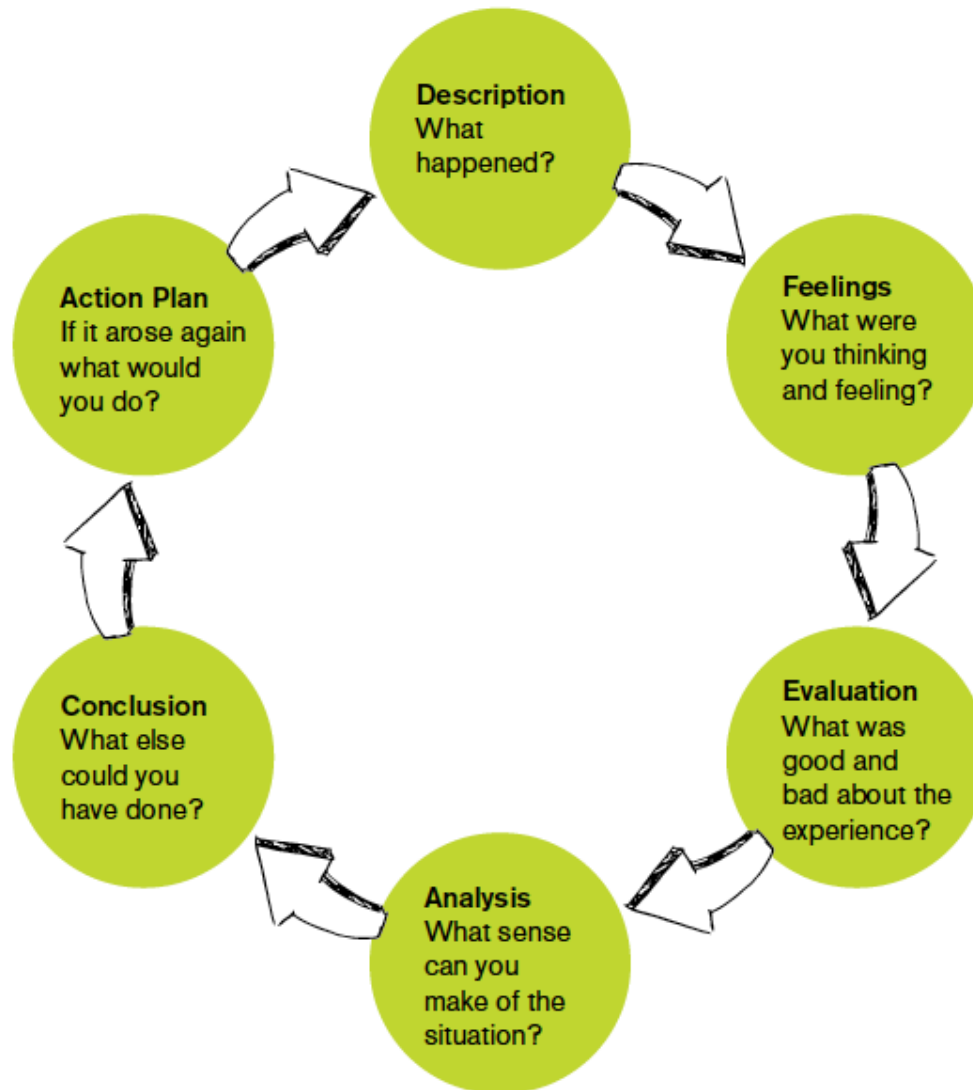 Description
What
happened?
Feelings
What were
you thinking
and feeling?
Evaluation
What was
good and
bad about the
experience?
Analysis
What sense
can you
make of the
situation?
Conclusion
What else
could you
have done?
Action Plan
If it arose again
what would
you do?